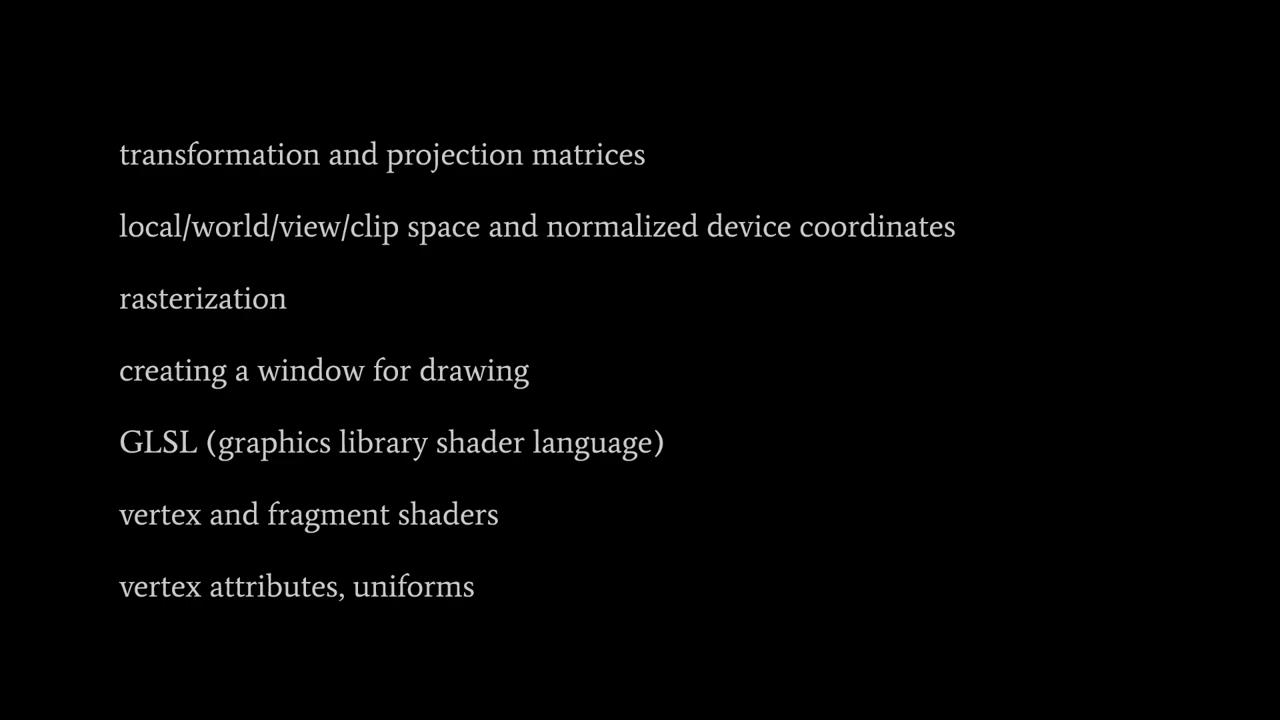 transformation and projection matrices
local/world/view/clip space and normalized device coordinates
rasterization
creating a window for drawing
GLSL (graphics library shader language)
vertex and fragment shaders
vertex attributes, uniforms